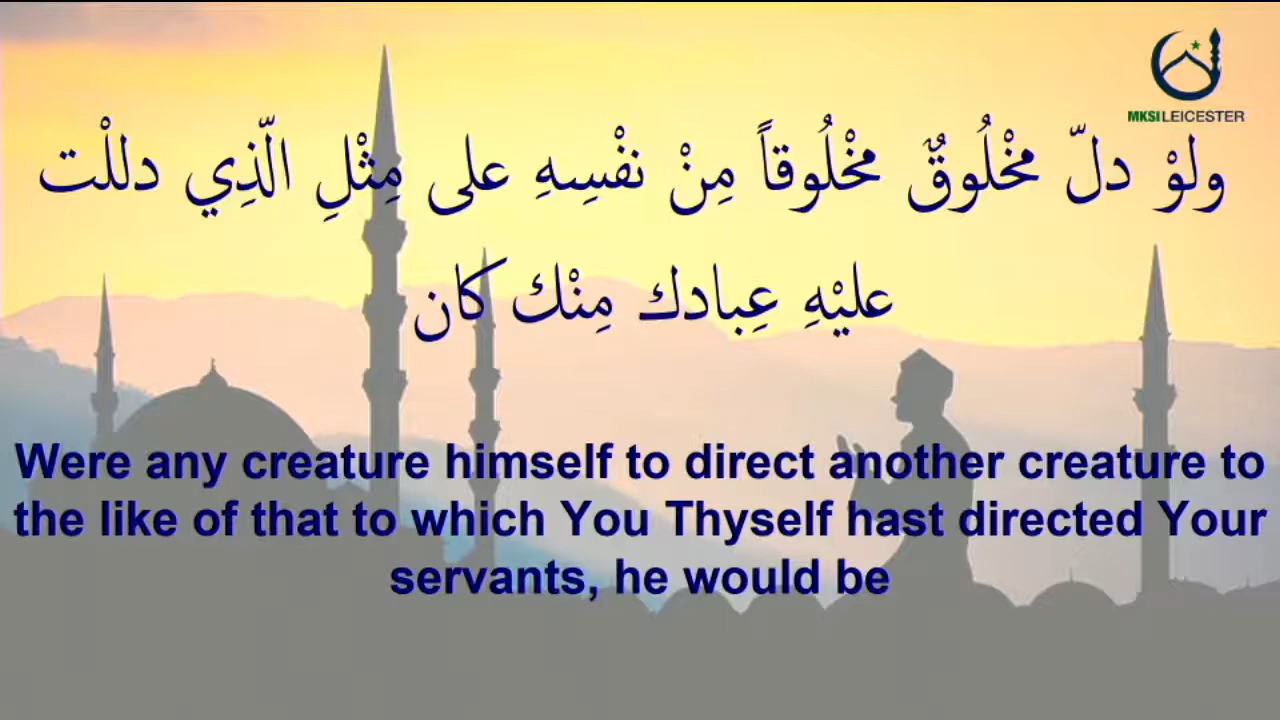 MKSI LEICESTER
ولوْ دلّ مخْلُوقٌ مخْلُوقاً مِنْ نفْسِهِ على مِثْلِ الّذِي دللْت
عليْهِ عِبادك مِنْك كان
Were any creature himself to direct another creature to
the like of that to which You Thyself hast directed Your
servants, he would be